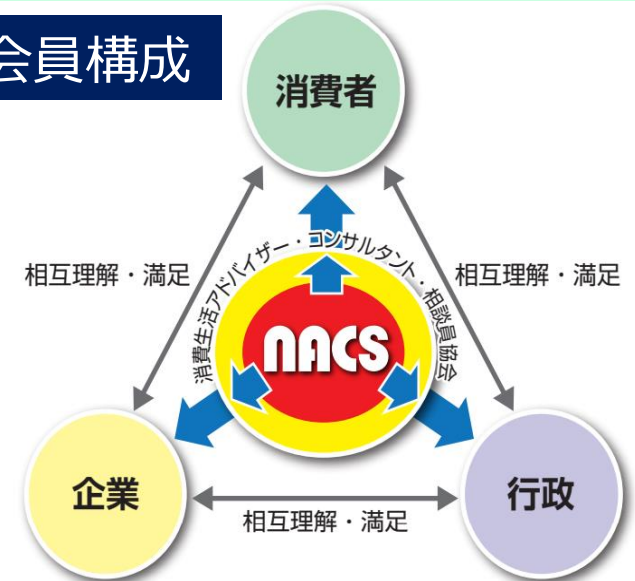 会員構成
消費者
相互理解・満足
消費生活アドバイザー・コンサルタント・相談員協会
相互理解・満足
NACS
企業
行政
相互理解・満足